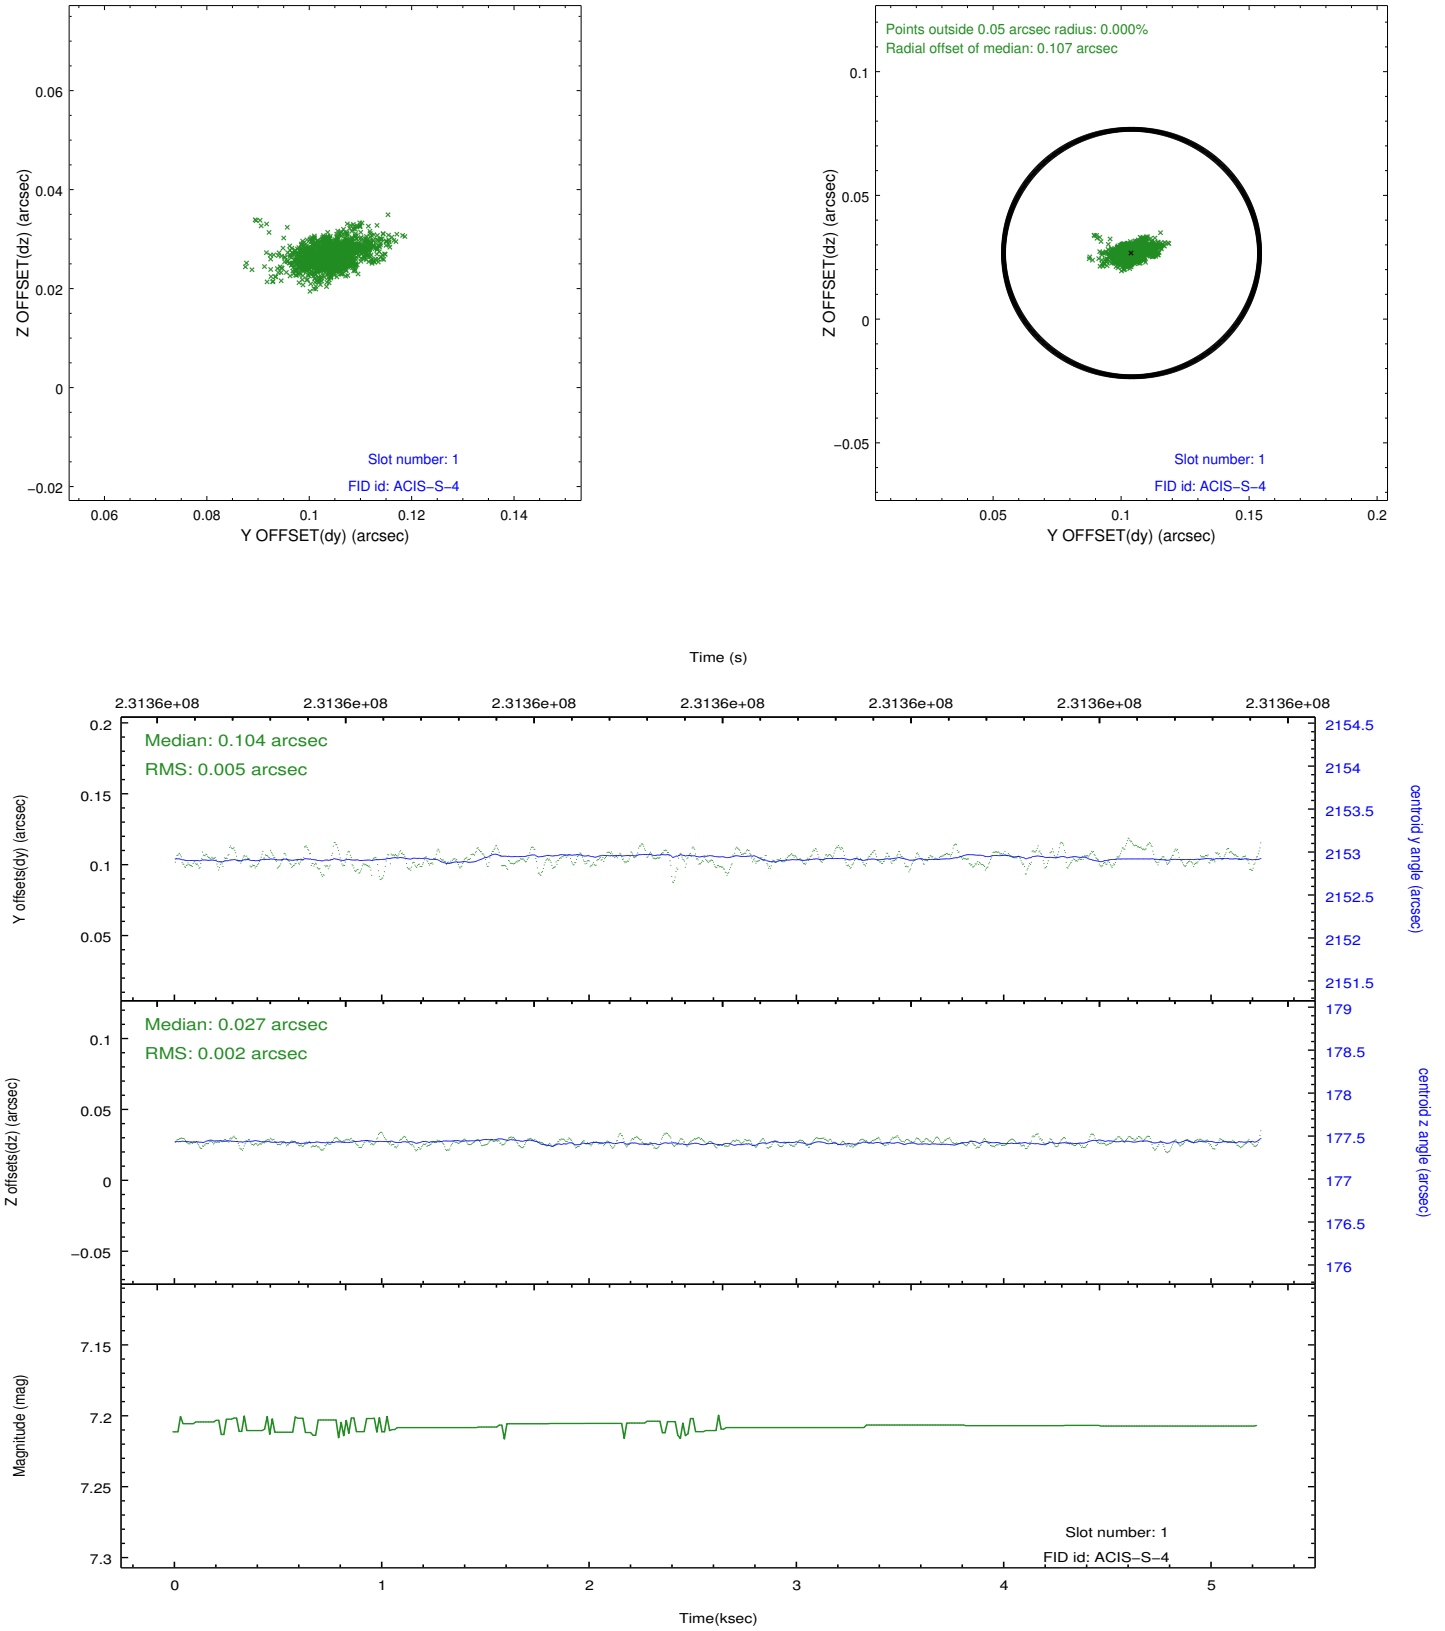 0.06
0.04
0.02
0
−0.02
Z OFFSET(dz) (arcsec)
Slot number: 1
FID id: ACIS−S−4
0.06 0.08 0.1 0.12 0.14
Y OFFSET(dy) (arcsec)
Points outside 0.05 arcsec radius: 0.000%
Radial offset of median: 0.107 arcsec
0.1
0.05
0
−0.05
Z OFFSET(dz) (arcsec)
Slot number: 1
FID id: ACIS−S−4
0.05 0.1 0.15 0.2
Y OFFSET(dy) (arcsec)
Time (s)
2.3136e+08 2.3136e+08 2.3136e+08 2.3136e+08 2.3136e+08 2.3136e+08 2.3136e+08
Median: 0.104 arcsec
RMS: 0.005 arcsec
0.2
0.15
0.1
0.05
Y offsets(dy) (arcsec)
2154.5
2154
2153.5
2153
2152.5
2152
2151.5
centroid y angle (arcsec)
Median: 0.027 arcsec
RMS: 0.002 arcsec
0.1
0.05
0
−0.05
Z offsets(dz) (arcsec)
179
178.5
178
177.5
177
176.5
176
centroid z angle (arcsec)
7.15
7.2
7.25
7.3
Magnitude (mag)
Slot number: 1
FID id: ACIS−S−4
0 1 2 3 4 5
Time(ksec)